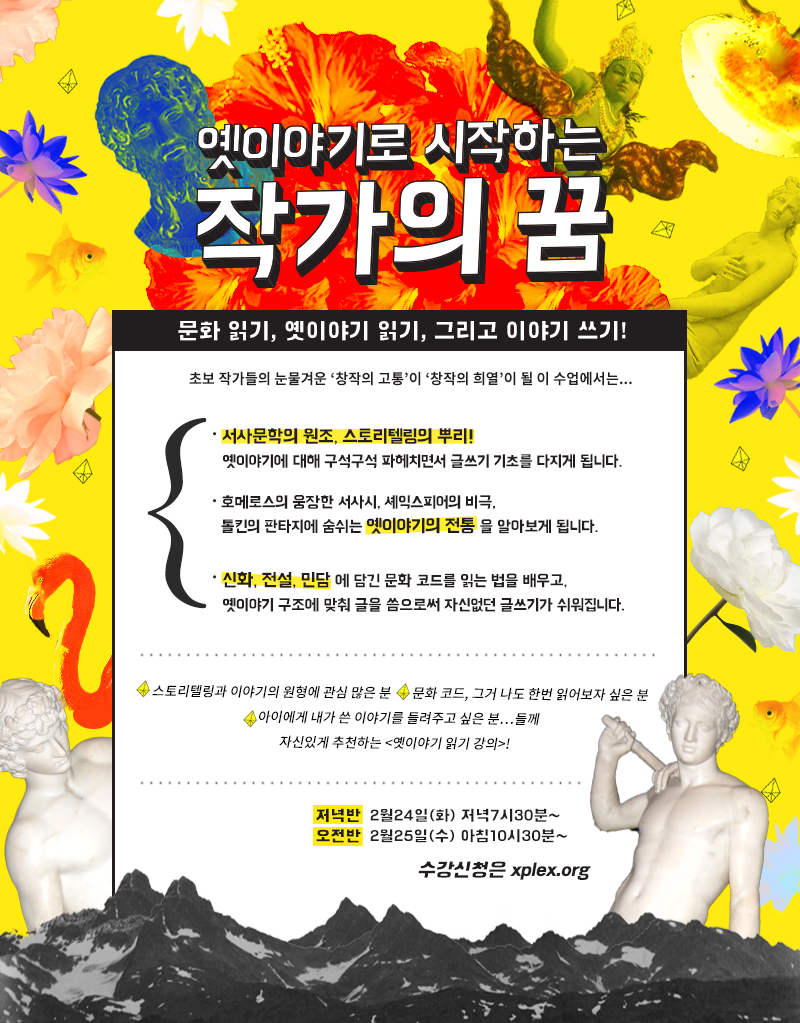 옛이야기로 시작하는
작가의 꿈
문화 읽기, 옛이야기 읽기, 그리고 이야기 쓰기!
초보 작가들의 눈물겨운 ‘창작의 고통’이 ‘창작의 희열’이 될 이 수업에서는...
• 서사문학의 원조, 스토리텔링의 뿌리!
옛이야기에 대해 구석구석 파헤치면서 글쓰기 기초를 다지게 됩니다.
• 호메로스의 웅장한 서사시, 셰익스피어의 비극,
톨킨의 판타지에 숨쉬는 옛이야기의 전통 을 알아보게 됩니다.
• 신화, 전설, 민담 에 담긴 문화 코드를 읽는 법을 배우고,
옛이야기 구조에 맞춰 글을 씀으로써 자신없던 글쓰기가 쉬워집니다.
스토리텔링과 이야기의 원형에 관심 많은 분 문화 코드, 그거 나도 한번 읽어보자 싶은 분
아이에게 내가 쓴 이야기를 들려주고 싶은 분...들께
자신있게 추천하는 <옛이야기 읽기 강의>!
저녁반 2월24일(화) 저녁7시30분~
오전반 2월25일(수) 아침10시30분~
수강신청은 xplex.org